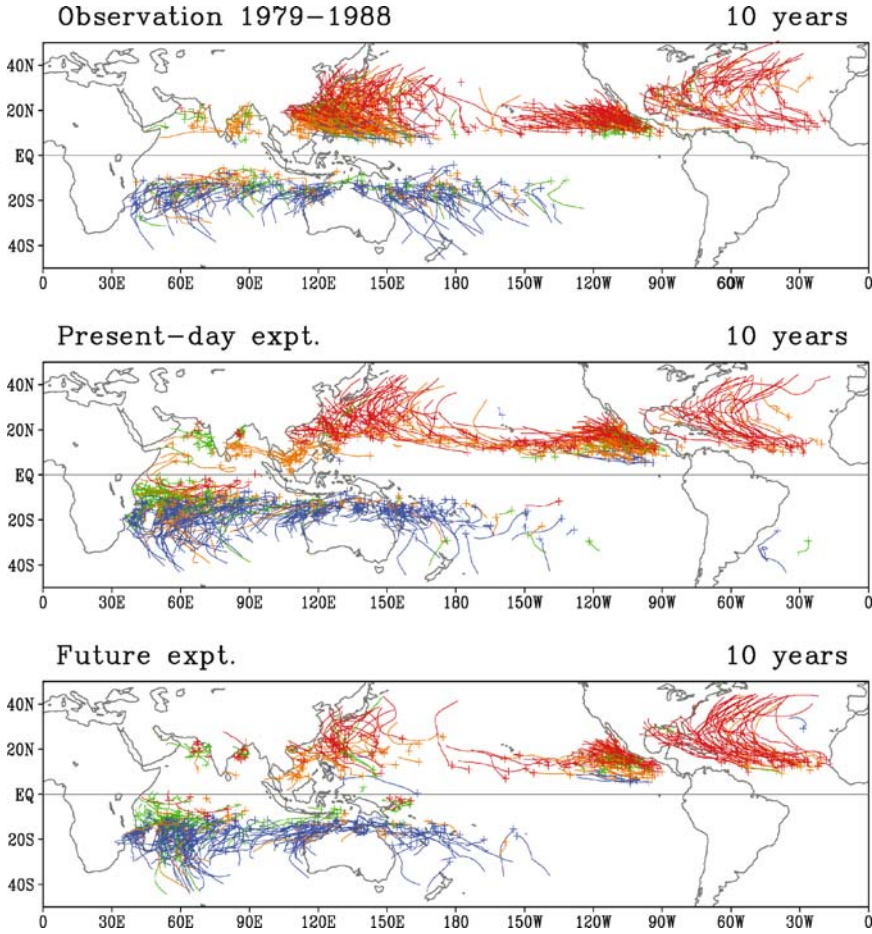 Observation 1979-1988 10 years
40N
20N
EQ
20S
40S
0 30E 60E 90E 120E 150E 180 150W 120W 90W 60W 30W 0
Present-day expt. 10 years
40N
20N
EQ
20S
40S
0 30E 60E 90E 120E 150E 180 150W 120W 90W 60W 30W 0
Future expt. 10 years
40N
20N
EQ
20S
40S
0 30E 60E 90E 120E 150E 180 150W 120W 90W 60W 30W 0